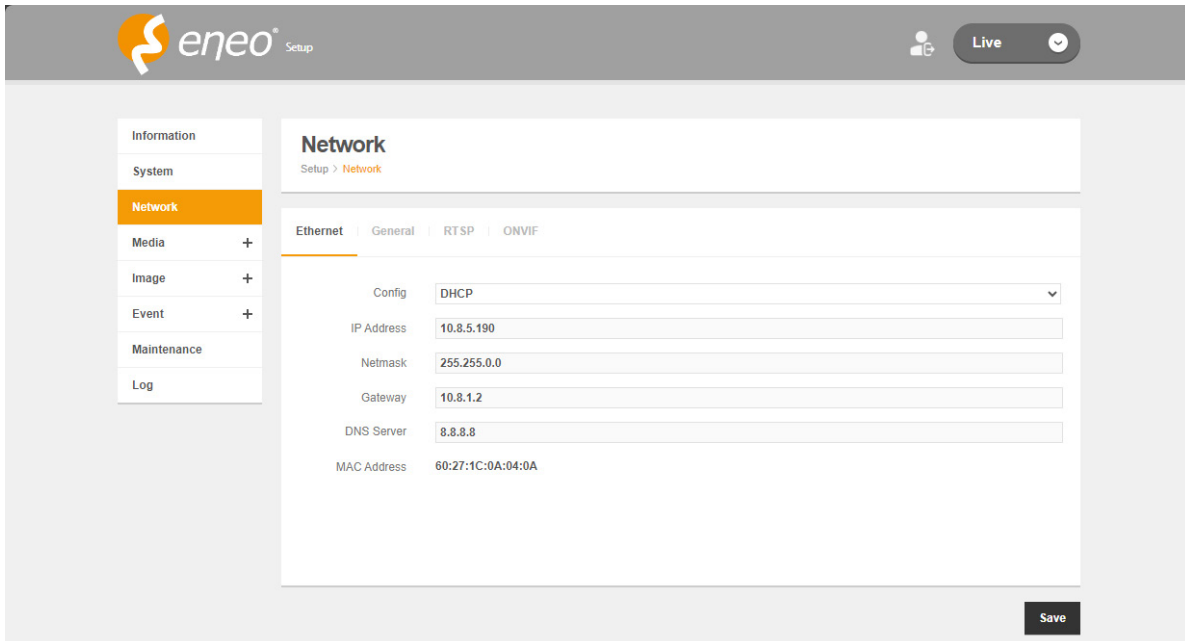 eneo® Setup
Live
Information
System
Network
Media +
Image +
Event +
Maintenance
Log
Network
Setup > Network
Ethernet | General | RTSP | ONVIF
Config DHCP
IP Address 10.8.5.190
Netmask 255.255.0.0
Gateway 10.8.1.2
DNS Server 8.8.8.8
MAC Address 60:27:1C:0A:04:0A
Save